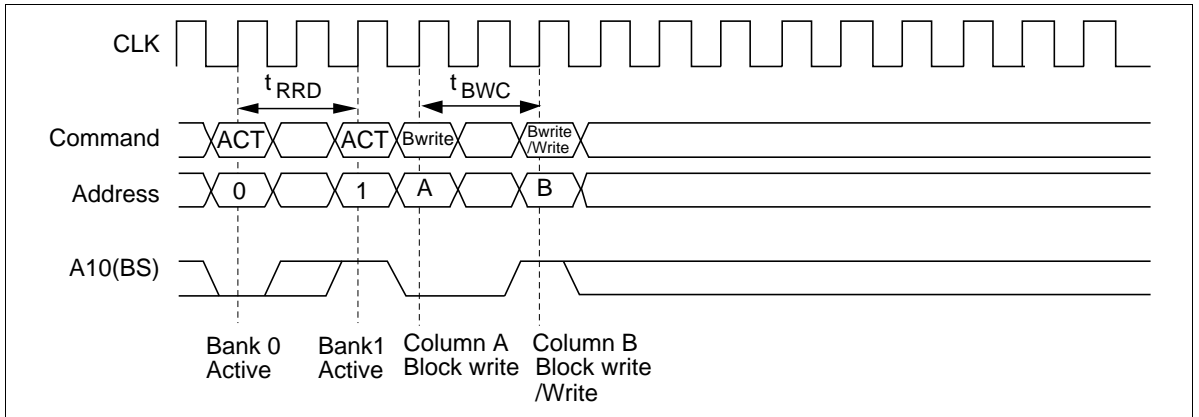 CLK
t RRD
t BWC
Command
ACT
ACT
Bwrite
Bwrite
/Write
Address
0
1
A
B
A10(BS)
Bank 0
Active
Bank1
Active
Column A
Block write
Column B
Block write
/Write